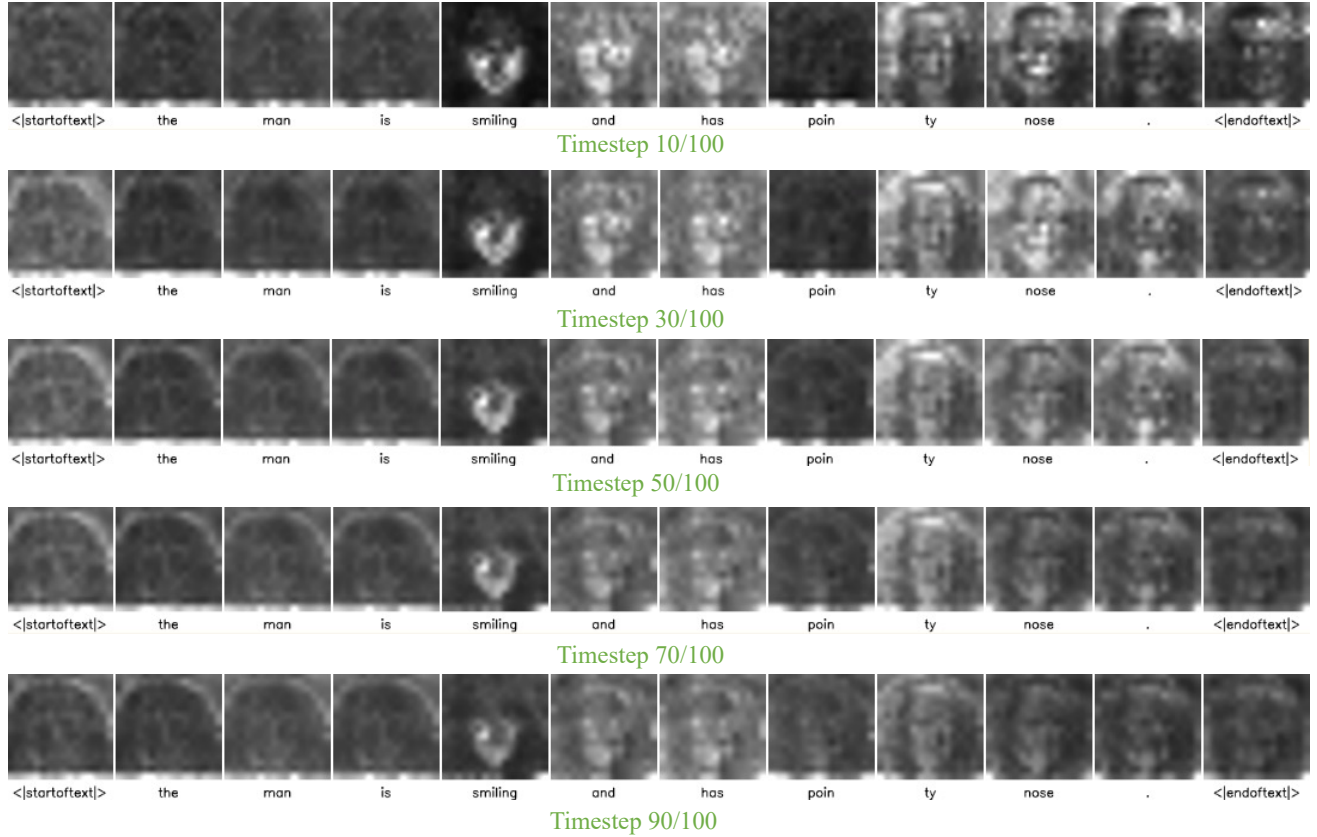 <|startoftext|> the man is smiling and has poin ty nose . <|endoftext|>
Timestep 10/100
<|startoftext|> the man is smiling and has poin ty nose . <|endoftext|>
Timestep 30/100
<|startoftext|> the man is smiling and has poin ty nose . <|endoftext|>
Timestep 50/100
<|startoftext|> the man is smiling and has poin ty nose . <|endoftext|>
Timestep 70/100
<|startoftext|> the man is smiling and has poin ty nose . <|endoftext|>
Timestep 90/100